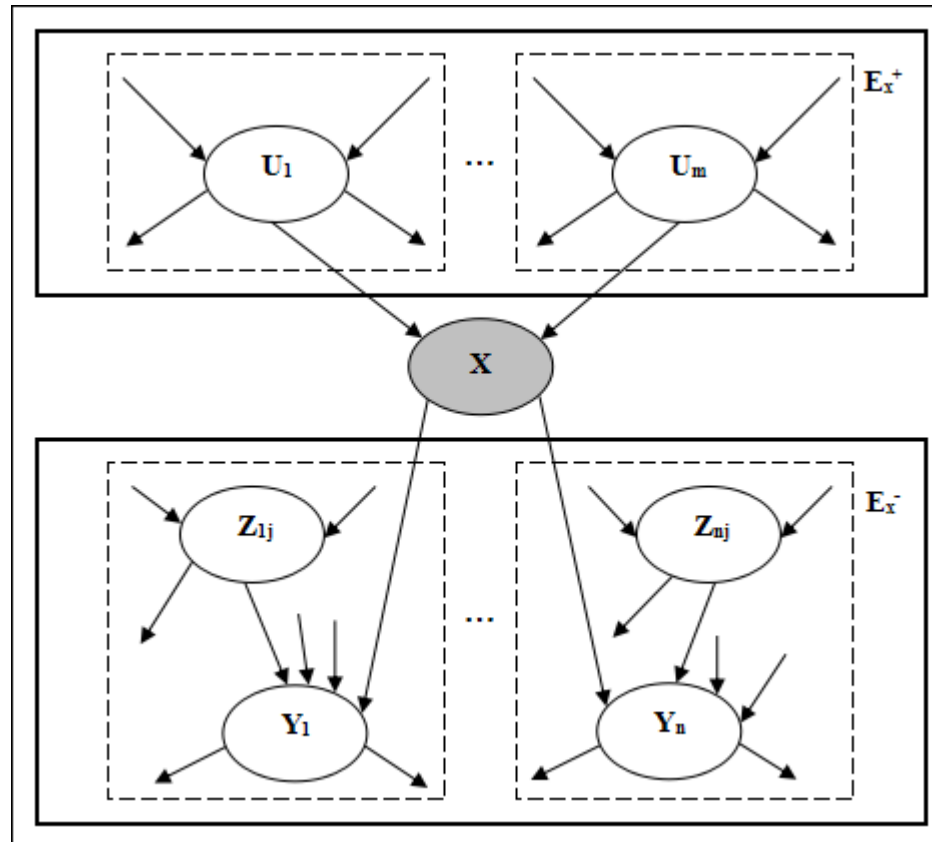 Eₓ⁺
U₁ ... Uₘ
X
Eₓ⁻
Z₁ⱼ Zₙⱼ
...
Y₁ Yₙ